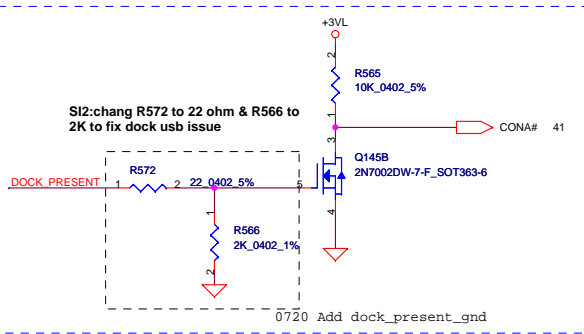 +3VL
2
R565
10K_0402_5%
1
SI2:chang R572 to 22 ohm & R566 to
2K to fix dock usb issue
CONA# 41
3
Q145B
2N7002DW-7-F_SOT363-6
R572
DOCK_PRESENT 1 2 22_0402_5% 5
1
4
R566
2K_0402_1%
2
0720 Add dock_present_gnd